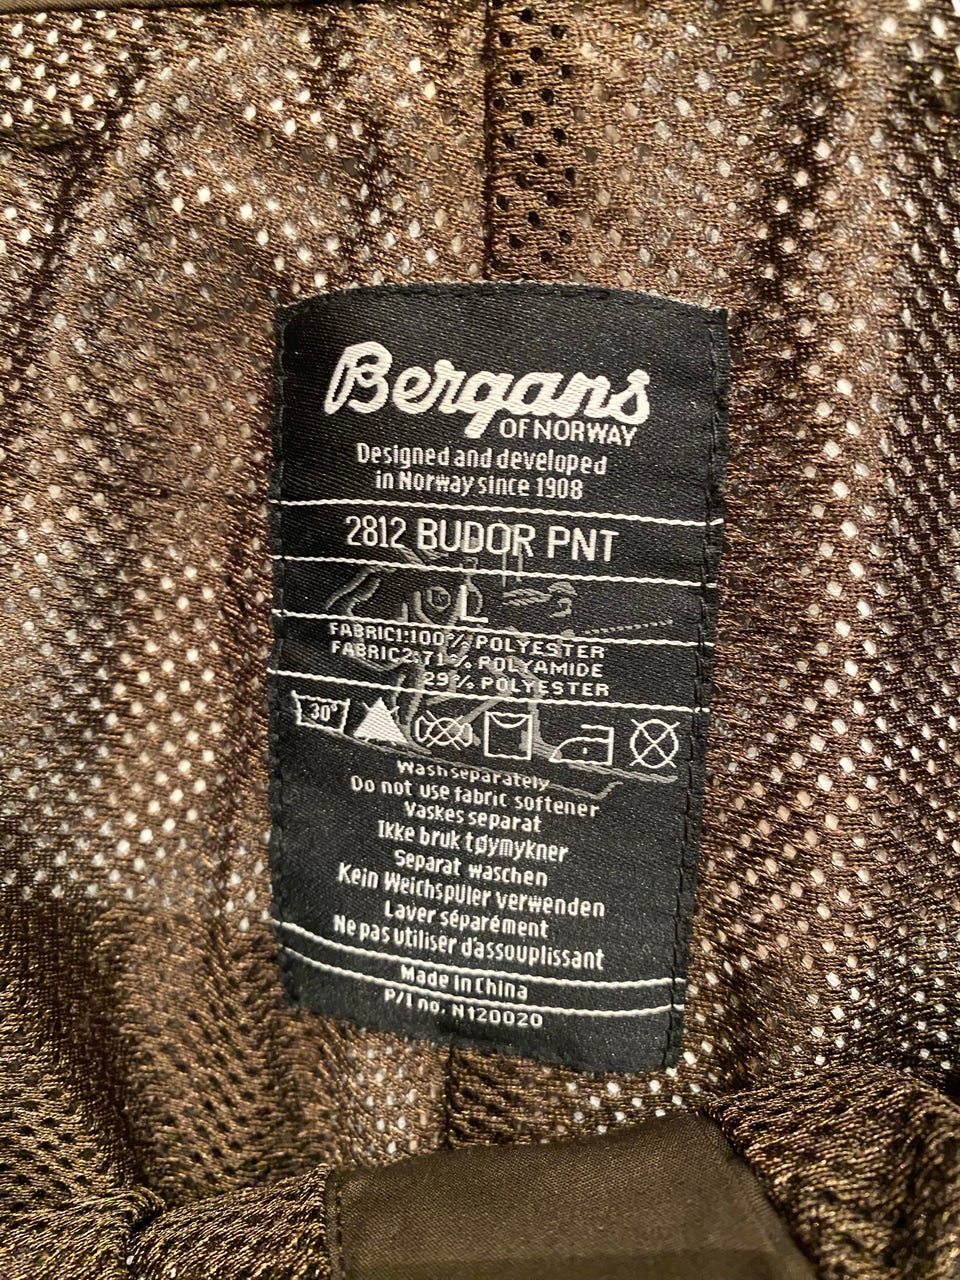 Bergans
OF NORWAY
Designed and developed
in Norway since 1908
2812 BUDOR PNT
L
FABRIC1:100% POLYESTER
FABRIC2:71% POLYAMIDE
29% POLYESTER
30°
Wash separately
Do not use fabric softener
Vaskes separat
Ikke bruk tøymykner
Separat waschen
Kein Weichspüler verwenden
Laver séparément
Ne pas utiliser d'assouplissant
Made in China
P/I no. N120020